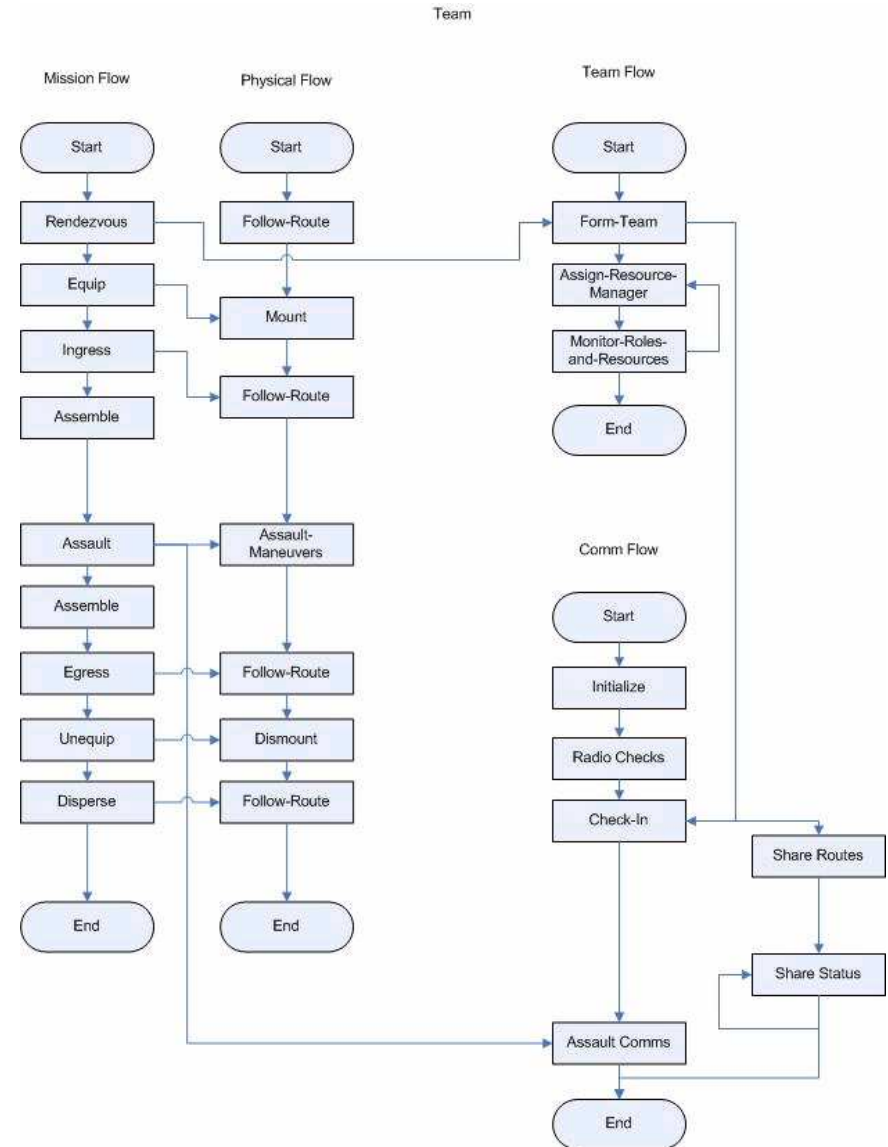 Team
Mission Flow
Start
Rendezvous
Equip
Ingress
Assemble
Assault
Assemble
Egress
Unequip
Disperse
End
Physical Flow
Start
Follow-Route
Mount
Follow-Route
Assault-
Maneuvers
Follow-Route
Dismount
Follow-Route
End
Team Flow
Start
Form-Team
Assign-Resource-
Manager
Monitor-Roles-
and-Resources
End
Comm Flow
Start
Initialize
Radio Checks
Check-In
Share Routes
Share Status
Assault Comms
End